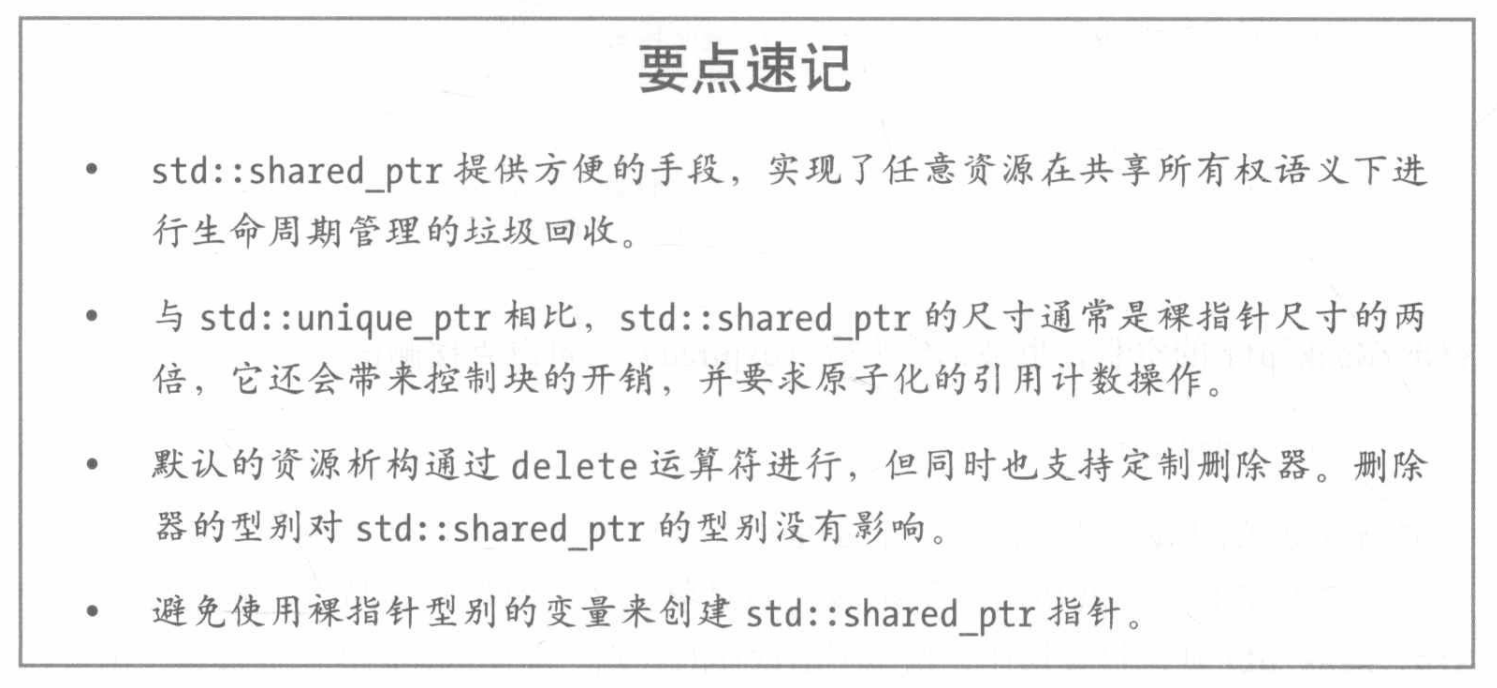 要点速记
• std::shared_ptr 提供方便的手段，实现了任意资源在共享所有权语义下进
行生命周期管理的垃圾回收。
• 与 std::unique_ptr 相比，std::shared_ptr 的尺寸通常是裸指针尺寸的两
倍，它还会带来控制块的开销，并要求原子化的引用计数操作。
• 默认的资源析构通过 delete 运算符进行，但同时也支持定制删除器。删除
器的型别对 std::shared_ptr 的型别没有影响。
• 避免使用裸指针型别的变量来创建 std::shared_ptr 指针。